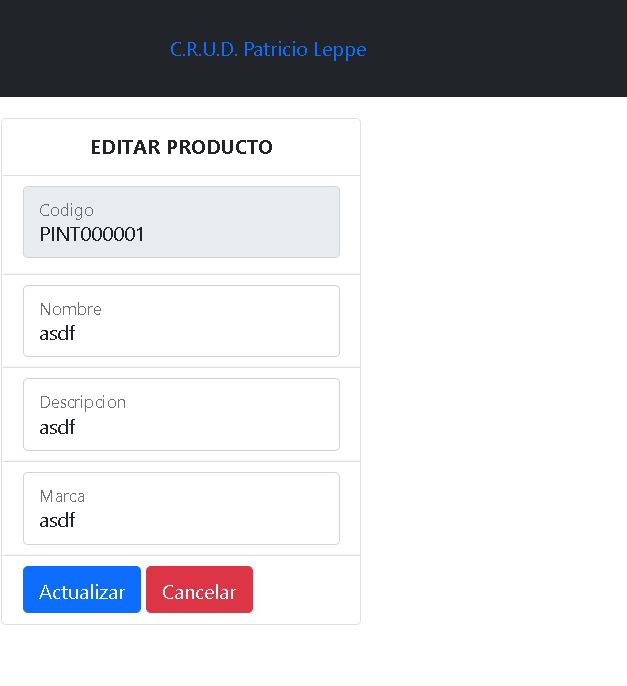 C.R.U.D. Patricio Leppe
EDITAR PRODUCTO
Codigo
PINT000001
Nombre
asdf
Descripcion
asdf
Marca
asdf
Actualizar Cancelar